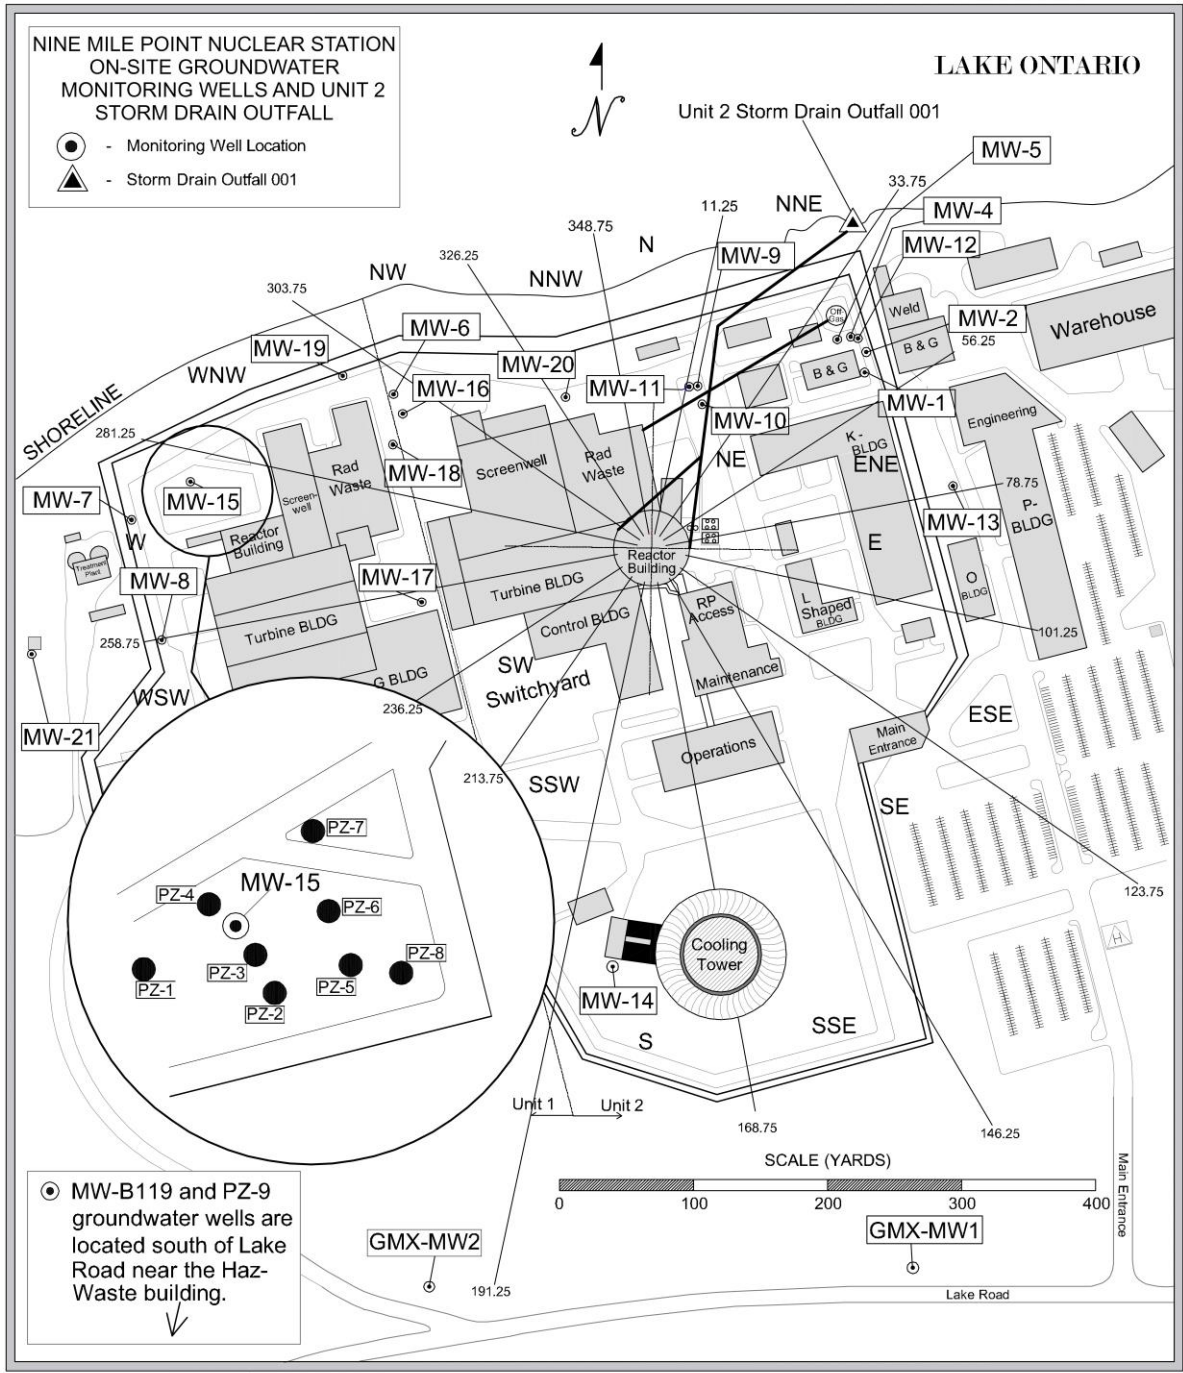 NINE MILE POINT NUCLEAR STATION
ON-SITE GROUNDWATER
MONITORING WELLS AND UNIT 2
STORM DRAIN OUTFALL
- Monitoring Well Location
- Storm Drain Outfall 001
N
LAKE ONTARIO
Unit 2 Storm Drain Outfall 001
MW-5
33.75
MW-4
NNE
11.25
348.75
N
MW-12
MW-9
326.25
NW
NNW
303.75
Off-
Gas
Weld
Warehouse
MW-6
MW-2
MW-19
56.25
B & G
WNW
MW-20
B & G
MW-16
MW-11
MW-1
SHORELINE
MW-10
Engineering
281.25
K-
BLDG
Rad
Waste
Screenwell
Rad
Waste
NE
ENE
MW-18
78.75
MW-7
MW-15
Screen-
well
P-
BLDG
MW-13
W
Reactor
Building
E
Reactor
Building
Treatment
Plant
MW-8
MW-17
Turbine BLDG
O
BLDG
RP
Access
L
Shaped
BLDG
258.75
Turbine BLDG
Control BLDG
101.25
SW
Maintenance
G BLDG
Switchyard
WSW
236.25
ESE
MW-21
Main
Entrance
Operations
213.75
SSW
SE
PZ-7
MW-15
PZ-4
PZ-6
123.75
H
Cooling
Tower
PZ-3
PZ-8
PZ-1
PZ-5
PZ-2
MW-14
SSE
S
Unit 1
Unit 2
168.75
146.25
SCALE (YARDS)
0 100 200 300 400
Main Entrance
MW-B119 and PZ-9
groundwater wells are
located south of Lake
Road near the Haz-
Waste building.
GMX-MW2
GMX-MW1
191.25
Lake Road